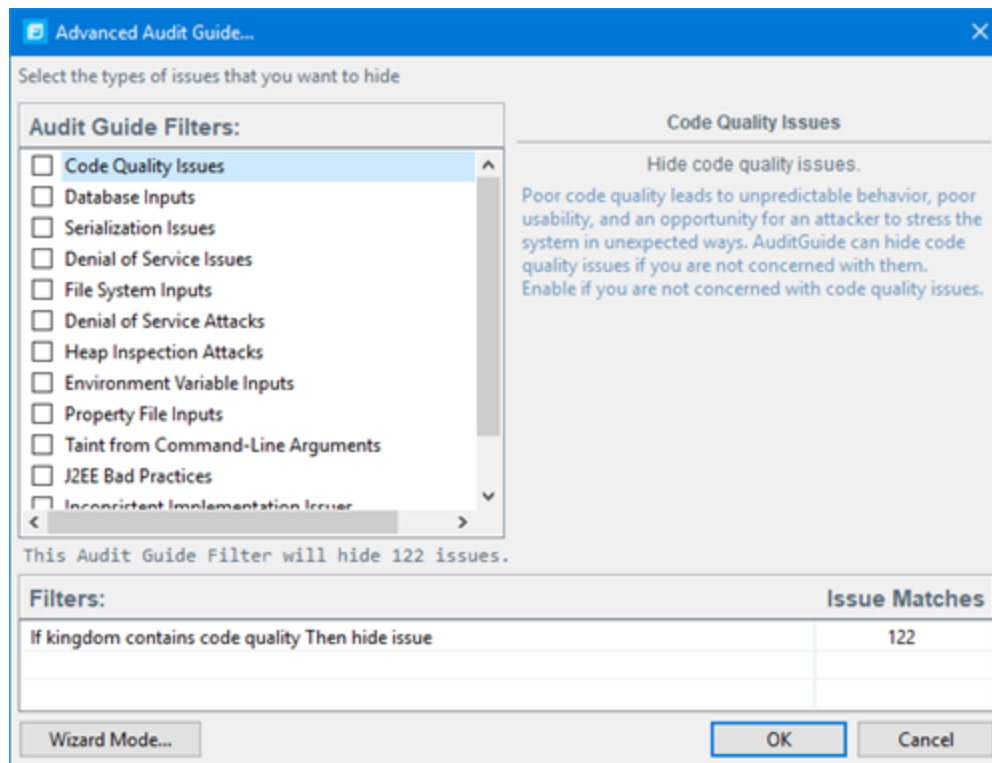 Advanced Audit Guide...
Select the types of issues that you want to hide
Audit Guide Filters:
Code Quality Issues
Database Inputs
Serialization Issues
Denial of Service Issues
File System Inputs
Denial of Service Attacks
Heap Inspection Attacks
Environment Variable Inputs
Property File Inputs
Taint from Command-Line Arguments
J2EE Bad Practices
Inconsistent Implementation Issues
Code Quality Issues
Hide code quality issues.
Poor code quality leads to unpredictable behavior, poor
usability, and an opportunity for an attacker to stress the
system in unexpected ways. AuditGuide can hide code
quality issues if you are not concerned with them.
Enable if you are not concerned with code quality issues.
This Audit Guide Filter will hide 122 issues.
Filters: Issue Matches
If kingdom contains code quality Then hide issue 122
Wizard Mode... OK Cancel